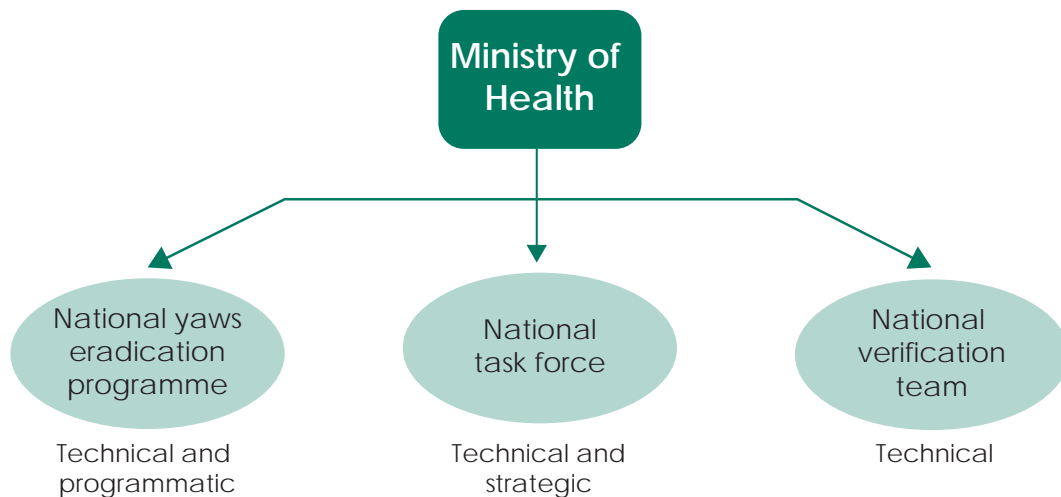 Ministry of
Health
National yaws
eradication
programme
Technical and
programmatic
National
task force
Technical and
strategic
National
verification
team
Technical